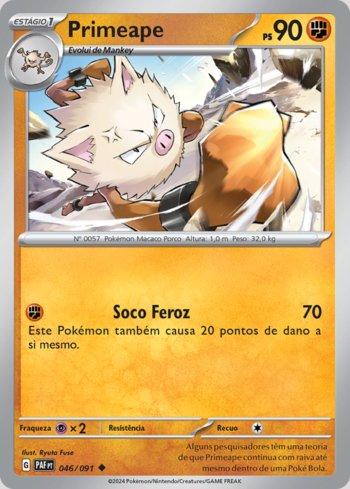 ESTÁGIO 1
Primeape
PS 90
Evolui de Mankey
Nº 0057 Pokémon Macaco Porco Altura: 1,0 m Peso: 32,0 kg
Soco Feroz 70
Este Pokémon também causa 20 pontos de dano a
si mesmo.
Fraqueza ×2 Resistência Recuo
Ilust. Ryuta Fuse
G PAF PT 046/091
Alguns pesquisadores têm uma teoria
de que Primeape continua com raiva até
mesmo dentro de uma Poké Bola.
©2024 Pokémon/Nintendo/Creatures/GAME FREAK